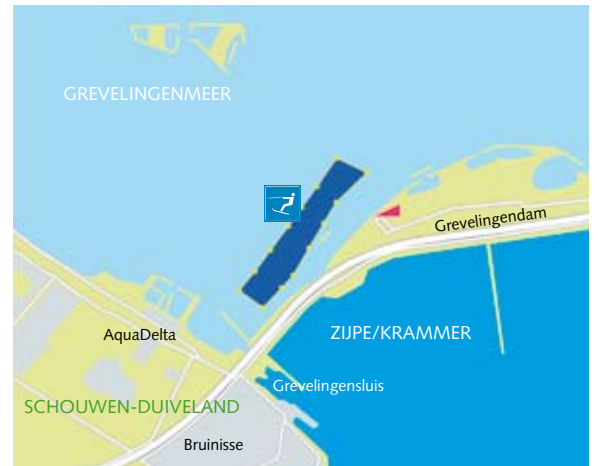 GREVELINGENMEER
Grevelingendam
ZIJPE/KRAMMER
AquaDelta
Grevelingensluis
SCHOUWEN-DUIVELAND
Bruinisse